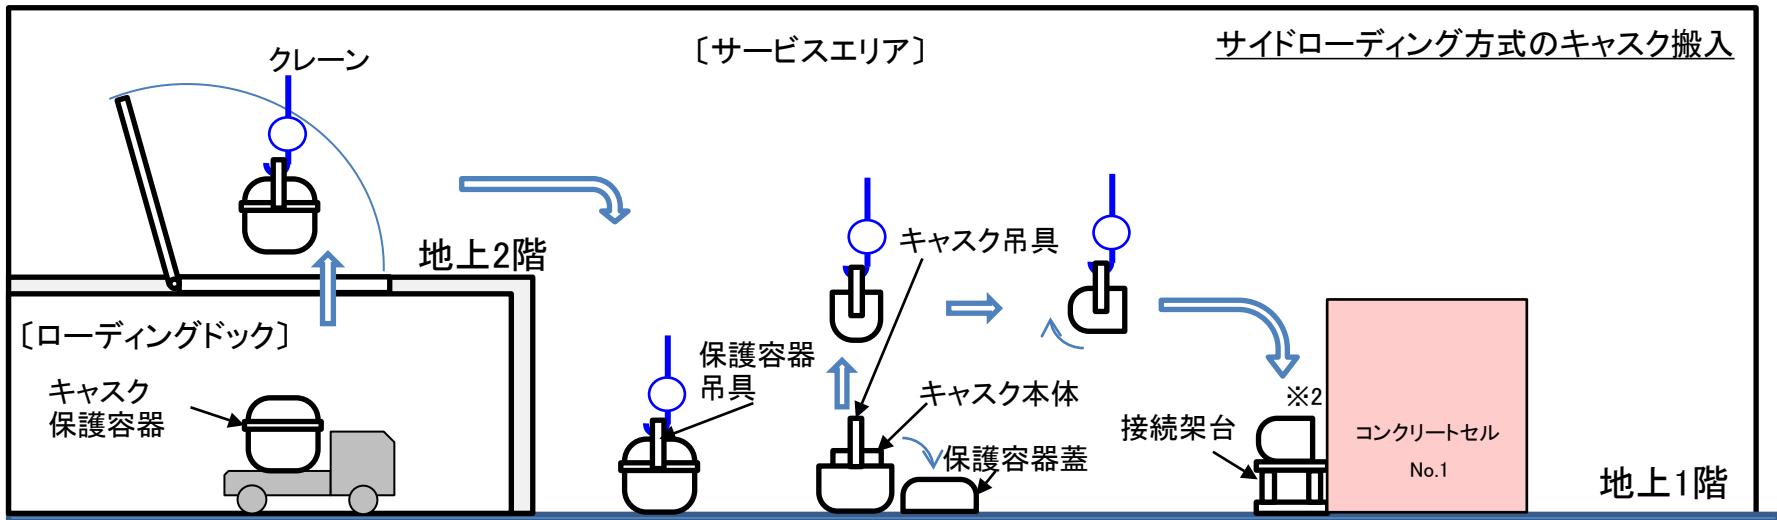 サイドローディング方式のキャスク搬入
〔サービスエリア〕
クレーン
地上2階
〔ローディングドック〕
キャスク
保護容器
保護容器
吊具
キャスク吊具
キャスク本体
保護容器蓋
※2
接続架台
コンクリートセル
No.1
地上1階